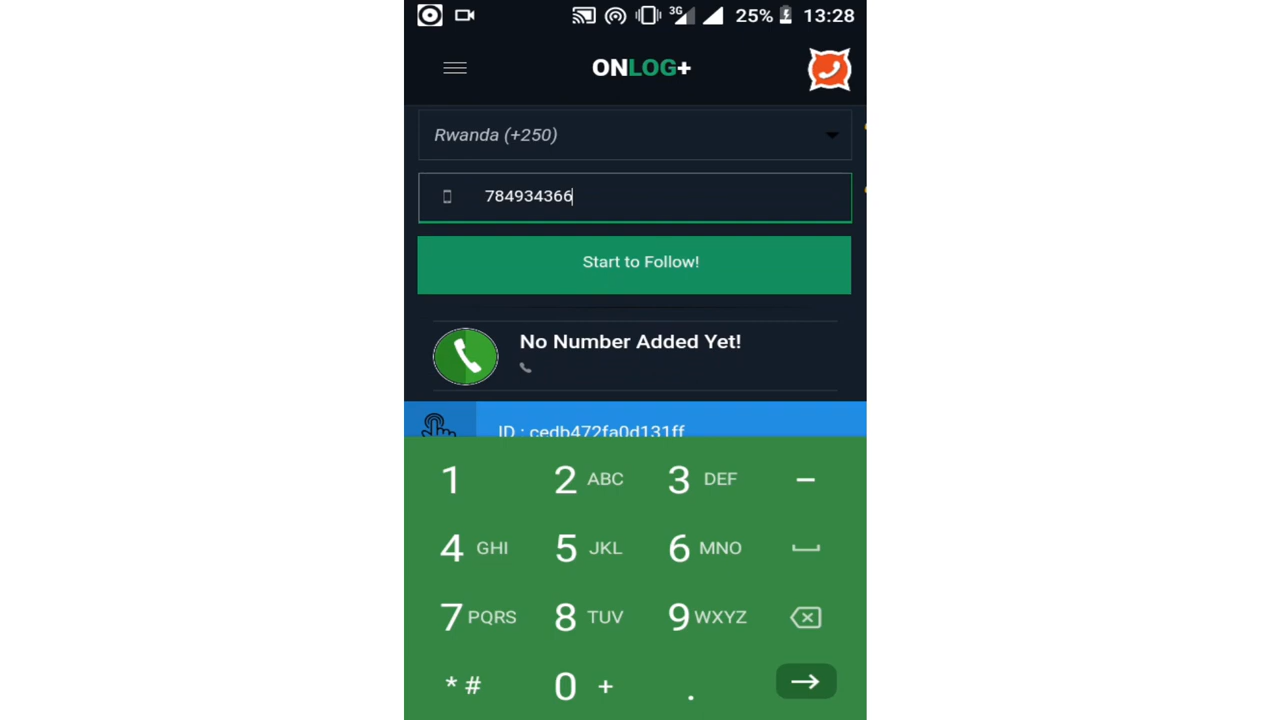 3G 25% 13:28
ONLOG+
Rwanda (+250)
784934366
Start to Follow!
No Number Added Yet!
ID : cedb472fa0d131ff
1 2 ABC 3 DEF –
4 GHI 5 JKL 6 MNO
7 PQRS 8 TUV 9 WXYZ
* # 0 + .